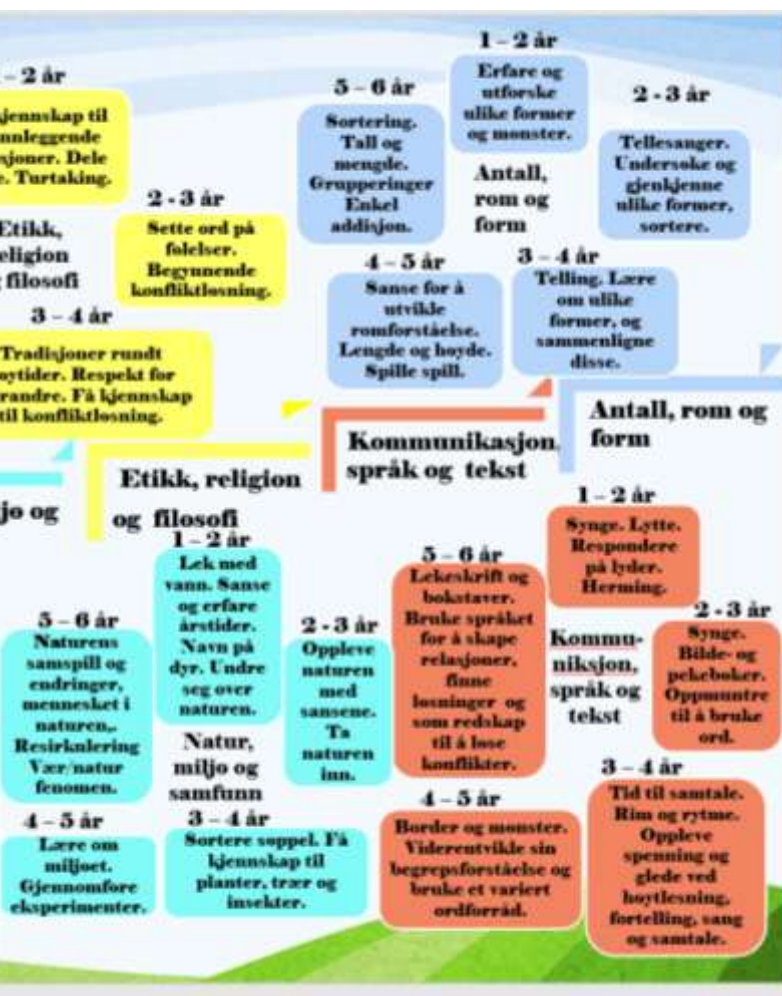 – 2 år
jennskap til
nnleggende
sjoner. Dele
e. Turtaking.
2 - 3 år
Sette ord på
følelser.
Begynnende
konfliktløsning.
Etikk,
eligion
filosofi
3 – 4 år
Tradisjoner rundt
øytider. Respekt for
randre. Få kjennskap
til konfliktløsning.
5 – 6 år
Sortering.
Tall og
mengde.
Grupperinger
Enkel
addisjon.
1 – 2 år
Erfare og
utforske
ulike former
og mønster.
2 - 3 år
Tellesanger.
Undersøke og
gjenkjenne
ulike former,
sortere.
Antall,
rom og
form
4 – 5 år
Sanse for å
utvikle
romforståelse.
Lengde og høyde.
Spille spill.
3 – 4 år
Telling. Lære
om ulike
former, og
sammenligne
disse.
jø og
Etikk, religion
og filosofi
Kommunikasjon,
språk og tekst
Antall, rom og
form
5 – 6 år
Naturens
samspill og
endringer,
mennesket i
naturen,.
Resirkulering
Vær/natur
fenomen.
1 – 2 år
Lek med
vann. Sanse
og erfare
årstider.
Navn på
dyr. Undre
seg over
naturen.
2 - 3 år
Oppleve
naturen
med
sansene.
Ta
naturen
inn.
Natur,
miljø og
samfunn
4 – 5 år
Lære om
miljøet.
Gjennomføre
eksperimenter.
3 – 4 år
Sortere søppel. Få
kjennskap til
planter, trær og
insekter.
5 – 6 år
Lekeskrift og
bokstaver.
Bruke språket
for å skape
relasjoner,
finne
løsninger og
som redskap
til å løse
konflikter.
1 – 2 år
Synge. Lytte.
Respondere
på lyder.
Herming.
2 - 3 år
Synge.
Bilde- og
pekebøker.
Oppmuntre
til å bruke
ord.
Kommu-
niksjon,
språk og
tekst
4 – 5 år
Border og mønster.
Viderentvikle sin
begrepsforståelse og
bruke et variert
ordforråd.
3 – 4 år
Tid til samtale.
Rim og rytme.
Oppleve
spenning og
glede ved
høytlesning,
fortelling, sang
og samtale.